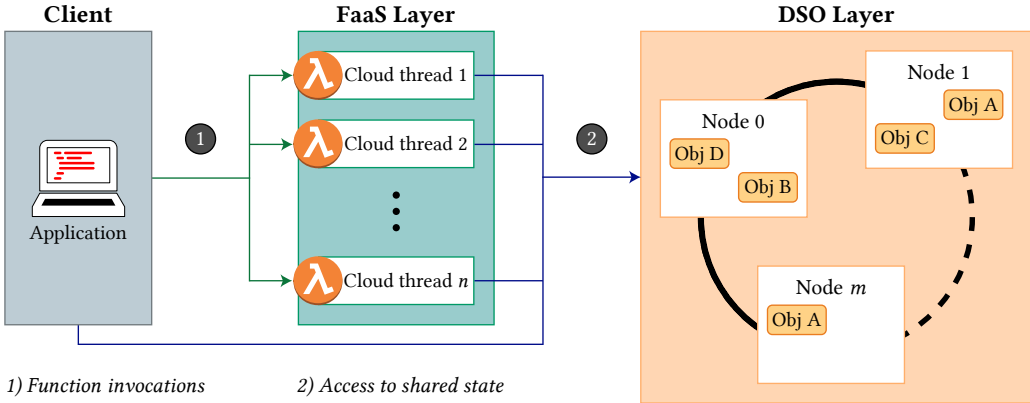 Client
FaaS Layer
DSO Layer
Application
1
λ Cloud thread 1
λ Cloud thread 2
λ Cloud thread n
2
Node 0
Obj D
Obj B
Node 1
Obj A
Obj C
Node m
Obj A
1) Function invocations
2) Access to shared state